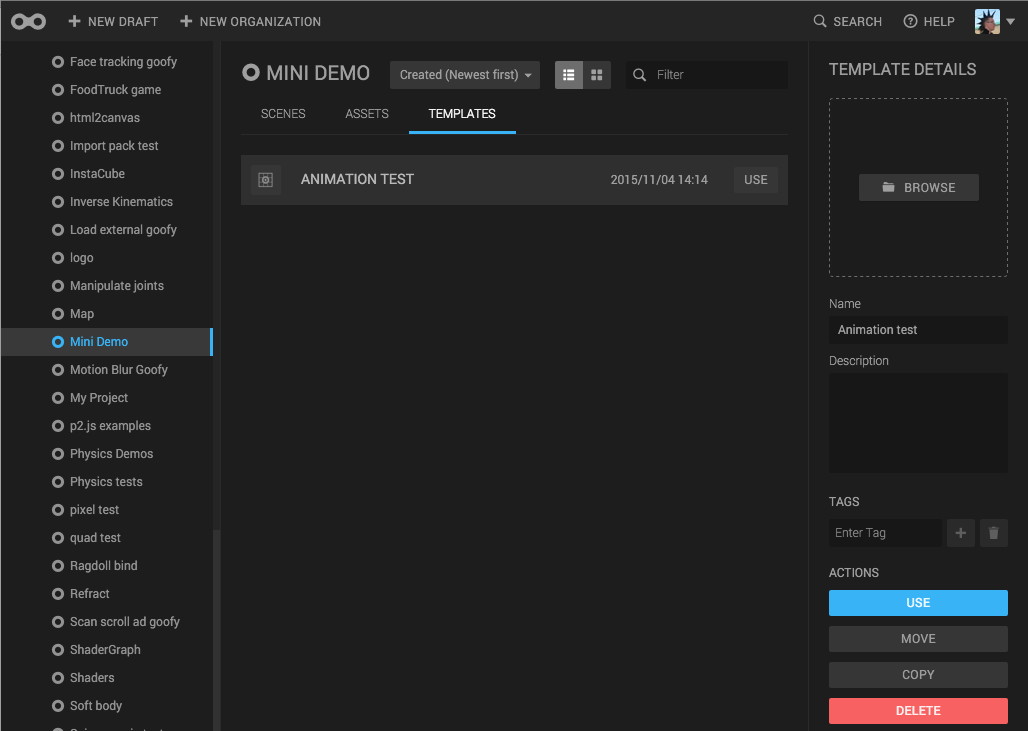 NEW DRAFT
NEW ORGANIZATION
SEARCH
HELP
Face tracking goofy
FoodTruck game
html2canvas
Import pack test
InstaCube
Inverse Kinematics
Load external goofy
logo
Manipulate joints
Map
Mini Demo
Motion Blur Goofy
My Project
p2.js examples
Physics Demos
Physics tests
pixel test
quad test
Ragdoll bind
Refract
Scan scroll ad goofy
ShaderGraph
Shaders
Soft body
MINI DEMO
Created (Newest first)
Filter
SCENES
ASSETS
TEMPLATES
ANIMATION TEST
2015/11/04 14:14
USE
TEMPLATE DETAILS
BROWSE
Name
Animation test
Description
TAGS
Enter Tag
ACTIONS
USE
MOVE
COPY
DELETE